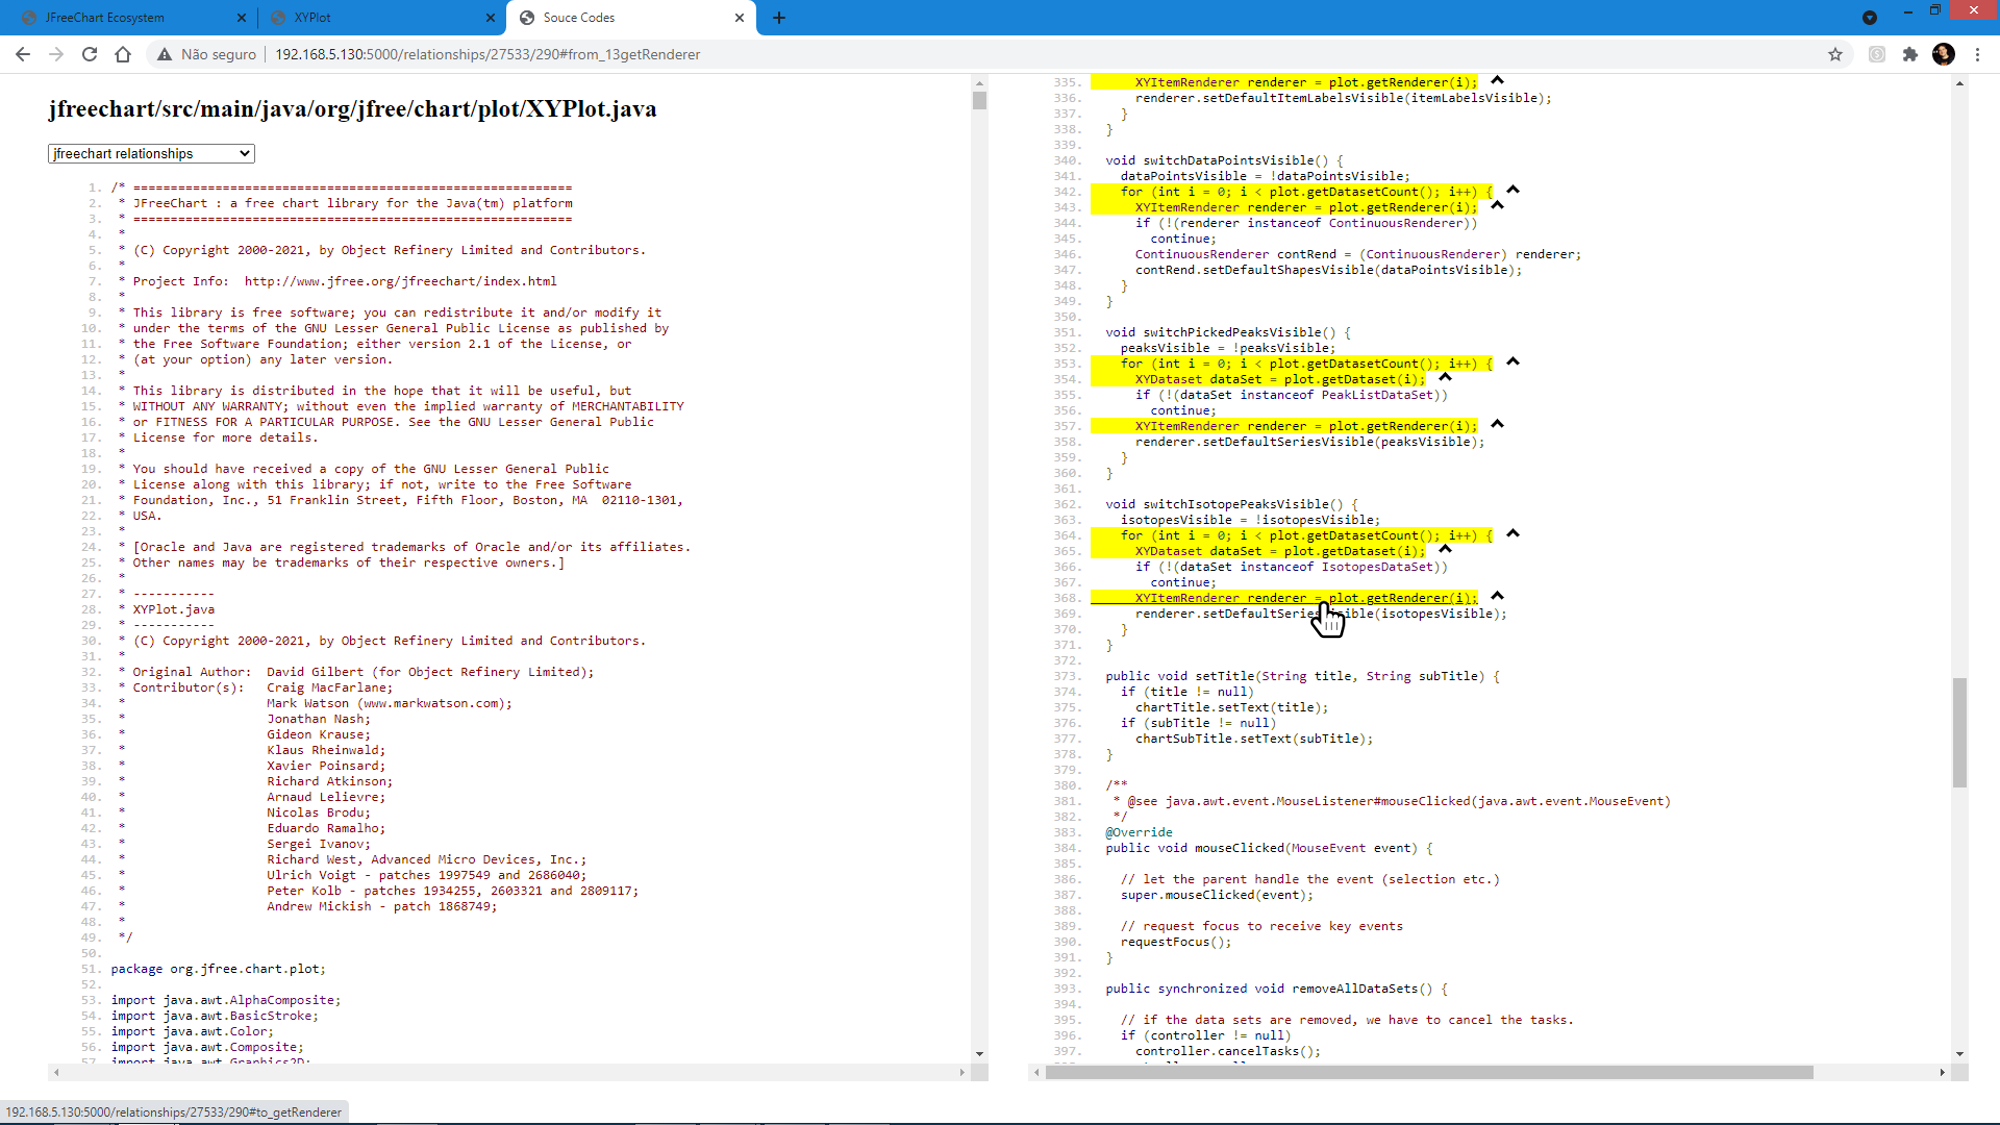 JFreeChart Ecosystem
XYPlot
Souce Codes
Não seguro
192.168.5.130:5000/relationships/27533/290#from_13getRenderer
jfreechart/src/main/java/org/jfree/chart/plot/XYPlot.java
jfreechart relationships
1. /* ===========================================================
2. * JFreeChart : a free chart library for the Java(tm) platform
3. * ===========================================================
4. *
5. * (C) Copyright 2000-2021, by Object Refinery Limited and Contributors.
6. *
7. * Project Info:  http://www.jfree.org/jfreechart/index.html
8. *
9. * This library is free software; you can redistribute it and/or modify it
10. * under the terms of the GNU Lesser General Public License as published by
11. * the Free Software Foundation; either version 2.1 of the License, or
12. * (at your option) any later version.
13. *
14. * This library is distributed in the hope that it will be useful, but
15. * WITHOUT ANY WARRANTY; without even the implied warranty of MERCHANTABILITY
16. * or FITNESS FOR A PARTICULAR PURPOSE. See the GNU Lesser General Public
17. * License for more details.
18. *
19. * You should have received a copy of the GNU Lesser General Public
20. * License along with this library; if not, write to the Free Software
21. * Foundation, Inc., 51 Franklin Street, Fifth Floor, Boston, MA  02110-1301,
22. * USA.
23. *
24. * [Oracle and Java are registered trademarks of Oracle and/or its affiliates.
25. * Other names may be trademarks of their respective owners.]
26. *
27. * -----------
28. * XYPlot.java
29. * -----------
30. * (C) Copyright 2000-2021, by Object Refinery Limited and Contributors.
31. *
32. * Original Author:  David Gilbert (for Object Refinery Limited);
33. * Contributor(s):   Craig MacFarlane;
34. *                   Mark Watson (www.markwatson.com);
35. *                   Jonathan Nash;
36. *                   Gideon Krause;
37. *                   Klaus Rheinwald;
38. *                   Xavier Poinsard;
39. *                   Richard Atkinson;
40. *                   Arnaud Lelievre;
41. *                   Nicolas Brodu;
42. *                   Eduardo Ramalho;
43. *                   Sergei Ivanov;
44. *                   Richard West, Advanced Micro Devices, Inc.;
45. *                   Ulrich Voigt - patches 1997549 and 2686040;
46. *                   Peter Kolb - patches 1934255, 2603321 and 2809117;
47. *                   Andrew Mickish - patch 1868749;
48. *
49. */
50.
51. package org.jfree.chart.plot;
52.
53. import java.awt.AlphaComposite;
54. import java.awt.BasicStroke;
55. import java.awt.Color;
56. import java.awt.Composite;
57. import java.awt.Graphics2D;
335. XYItemRenderer renderer = plot.getRenderer(i);
336. renderer.setDefaultItemLabelsVisible(itemLabelsVisible);
337. }
338. }
339.
340. void switchDataPointsVisible() {
341. dataPointsVisible = !dataPointsVisible;
342. for (int i = 0; i < plot.getDatasetCount(); i++) {
343. XYItemRenderer renderer = plot.getRenderer(i);
344. if (!(renderer instanceof ContinuousRenderer))
345. continue;
346. ContinuousRenderer contRend = (ContinuousRenderer) renderer;
347. contRend.setDefaultShapesVisible(dataPointsVisible);
348. }
349. }
350.
351. void switchPickedPeaksVisible() {
352. peaksVisible = !peaksVisible;
353. for (int i = 0; i < plot.getDatasetCount(); i++) {
354. XYDataset dataSet = plot.getDataset(i);
355. if (!(dataSet instanceof PeakListDataSet))
356. continue;
357. XYItemRenderer renderer = plot.getRenderer(i);
358. renderer.setDefaultSeriesVisible(peaksVisible);
359. }
360. }
361.
362. void switchIsotopePeaksVisible() {
363. isotopesVisible = !isotopesVisible;
364. for (int i = 0; i < plot.getDatasetCount(); i++) {
365. XYDataset dataSet = plot.getDataset(i);
366. if (!(dataSet instanceof IsotopesDataSet))
367. continue;
368. XYItemRenderer renderer = plot.getRenderer(i);
369. renderer.setDefaultSeriesVisible(isotopesVisible);
370. }
371. }
372.
373. public void setTitle(String title, String subTitle) {
374. if (title != null)
375. chartTitle.setText(title);
376. if (subTitle != null)
377. chartSubTitle.setText(subTitle);
378. }
379.
380. /**
381. * @see java.awt.event.MouseListener#mouseClicked(java.awt.event.MouseEvent)
382. */
383. @Override
384. public void mouseClicked(MouseEvent event) {
385.
386. // let the parent handle the event (selection etc.)
387. super.mouseClicked(event);
388.
389. // request focus to receive key events
390. requestFocus();
391. }
392.
393. public synchronized void removeAllDataSets() {
394.
395. // if the data sets are removed, we have to cancel the tasks.
396. if (controller != null)
397. controller.cancelTasks();
192.168.5.130:5000/relationships/27533/290#to_getRenderer